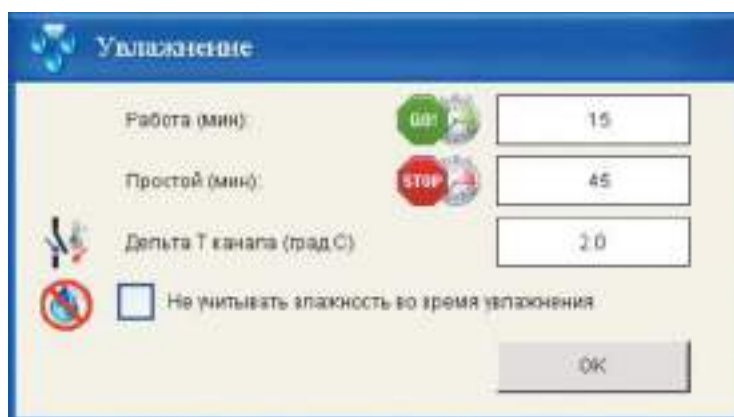 Увлажнение
Работа (мин): GO! 15
Простой (мин): STOP 45
Дельта Т канала (град.С) 2.0
Не учитывать влажность во время увлажнения
OK